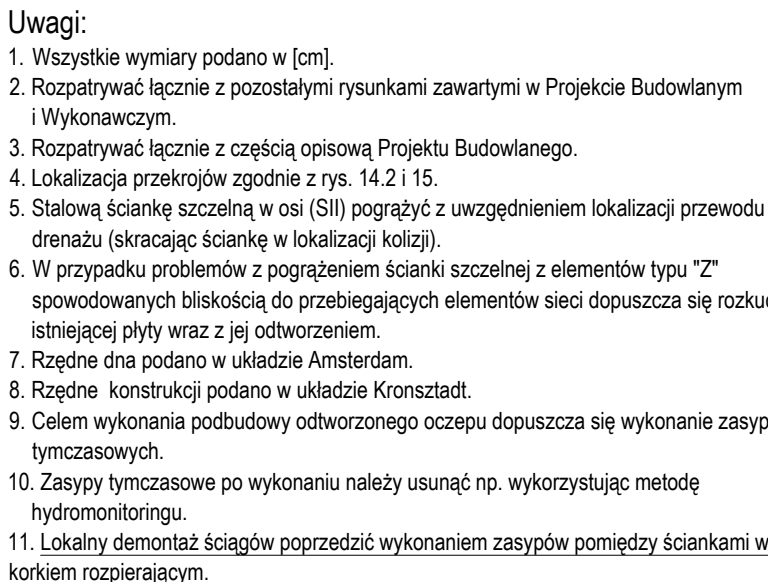 Uwagi:
1. Wszystkie wymiary podano w [cm].
2. Rozpatrywać łącznie z pozostałymi rysunkami zawartymi w Projekcie Budowlanym
i Wykonawczym.
3. Rozpatrywać łącznie z częścią opisową Projektu Budowlanego.
4. Lokalizacja przekrojów zgodnie z rys. 14.2 i 15.
5. Stalową ściankę szczelną w osi (SII) pogrążyć z uwzgędnieniem lokalizacji przewodu
drenażu (skracając ściankę w lokalizacji kolizji).
6. W przypadku problemów z pogrążeniem ścianki szczelnej z elementów typu "Z"
spowodowanych bliskością do przebiegających elementów sieci dopuszcza się
istniejącej płyty wraz z jej odtworzeniem.
7. Rzędne dna podano w układzie Amsterdam.
8. Rzędne konstrukcji podano w układzie Kronsztadt.
9. Celem wykonania podbudowy odtworzonego oczepu dopuszcza się wykonanie zasyp
tymczasowych.
10. Zasypy tymczasowe po wykonaniu należy usunąć np. wykorzystując metodę
hydromonitoringu.
11. Lokalny demontaż ściągów poprzedzić wykonaniem zasypów pomiędzy ściankami w
korkiem rozpierającym.